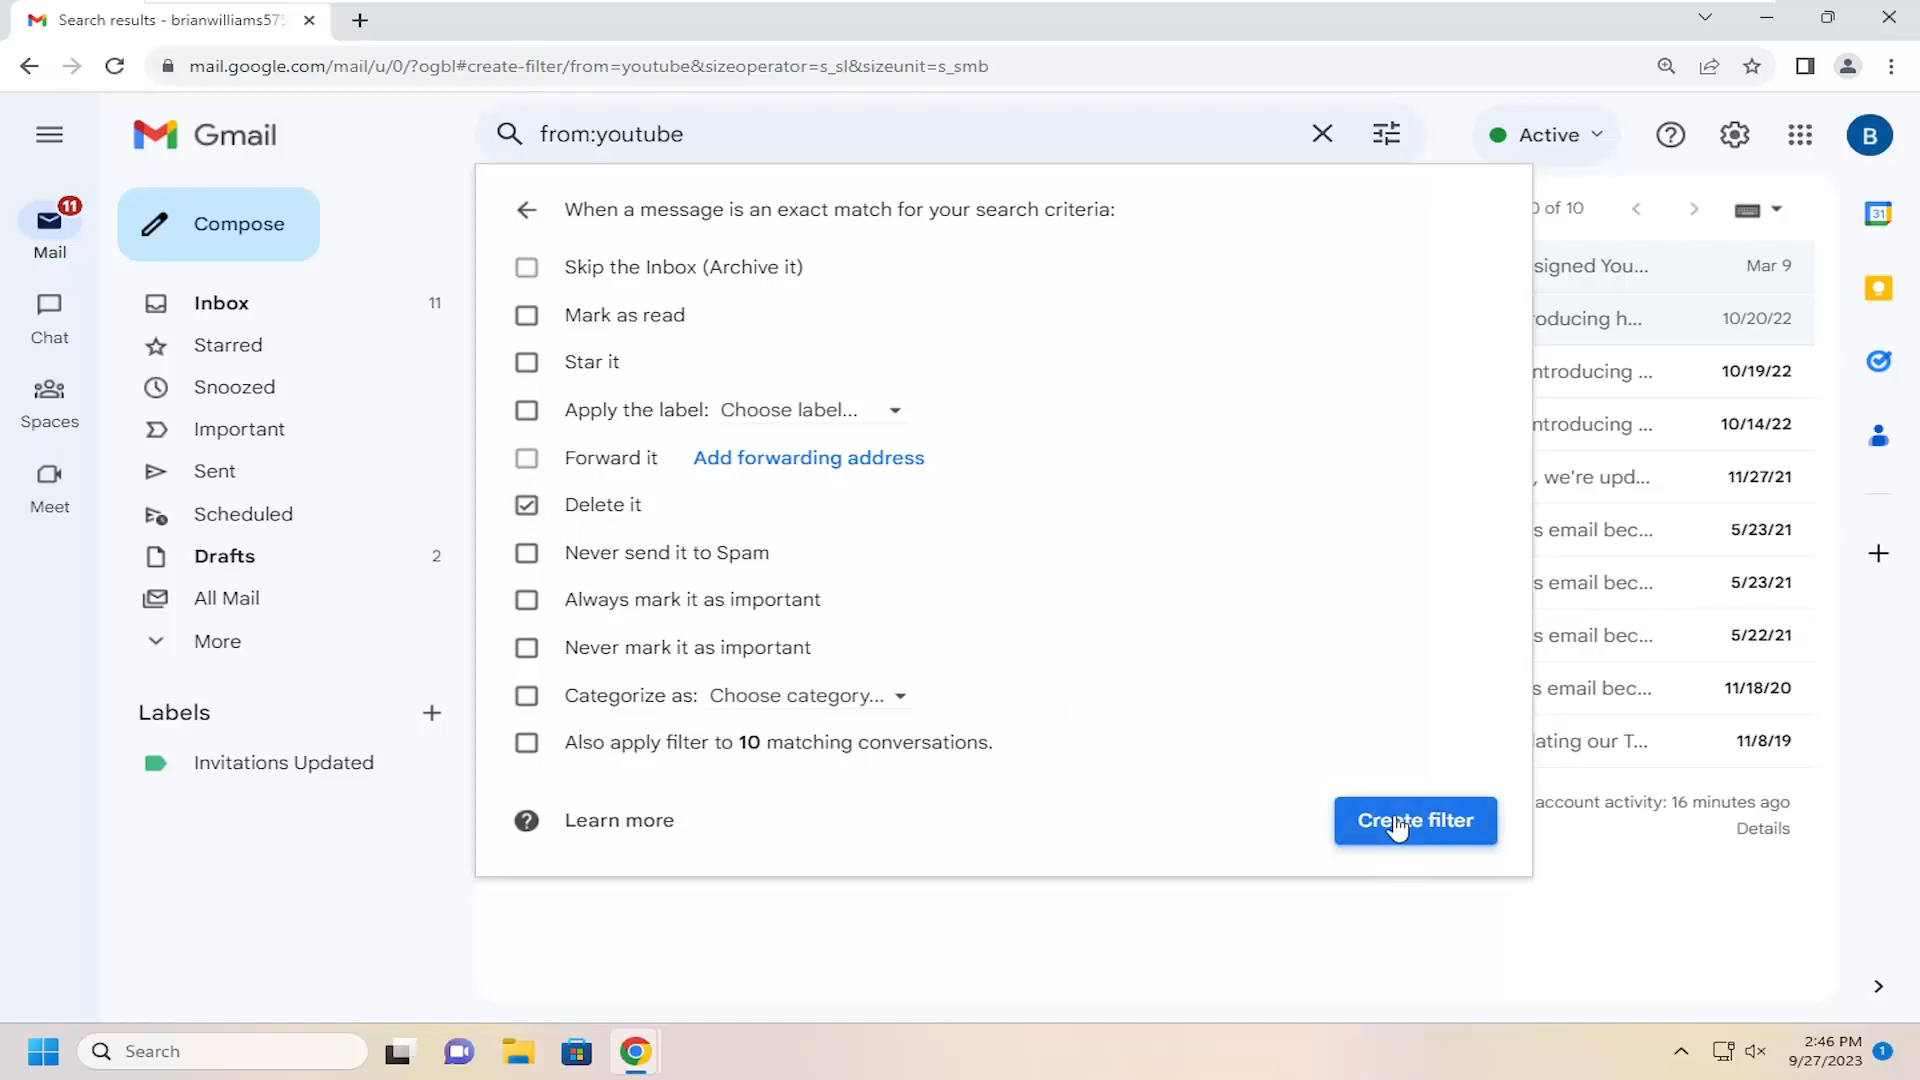 Search results - brianwilliams575
mail.google.com/mail/u/0/?ogbl#create-filter/from=youtube&sizeoperator=s_sl&sizeunit=s_smb
Gmail
from:youtube
Active
B
11
Mail
Chat
Spaces
Meet
Compose
Inbox 11
Starred
Snoozed
Important
Sent
Scheduled
Drafts 2
All Mail
More
Labels
Invitations Updated
When a message is an exact match for your search criteria:
Skip the Inbox (Archive it)
Mark as read
Star it
Apply the label: Choose label...
Forward it Add forwarding address
Delete it
Never send it to Spam
Always mark it as important
Never mark it as important
Categorize as: Choose category...
Also apply filter to 10 matching conversations.
Learn more
Create filter
of 10
signed You... Mar 9
oducing h... 10/20/22
ntroducing ... 10/19/22
ntroducing ... 10/14/22
, we're upd... 11/27/21
s email bec... 5/23/21
s email bec... 5/23/21
s email bec... 5/22/21
s email bec... 11/18/20
ating our T... 11/8/19
account activity: 16 minutes ago
Details
31
Search
2:46 PM
9/27/2023
1